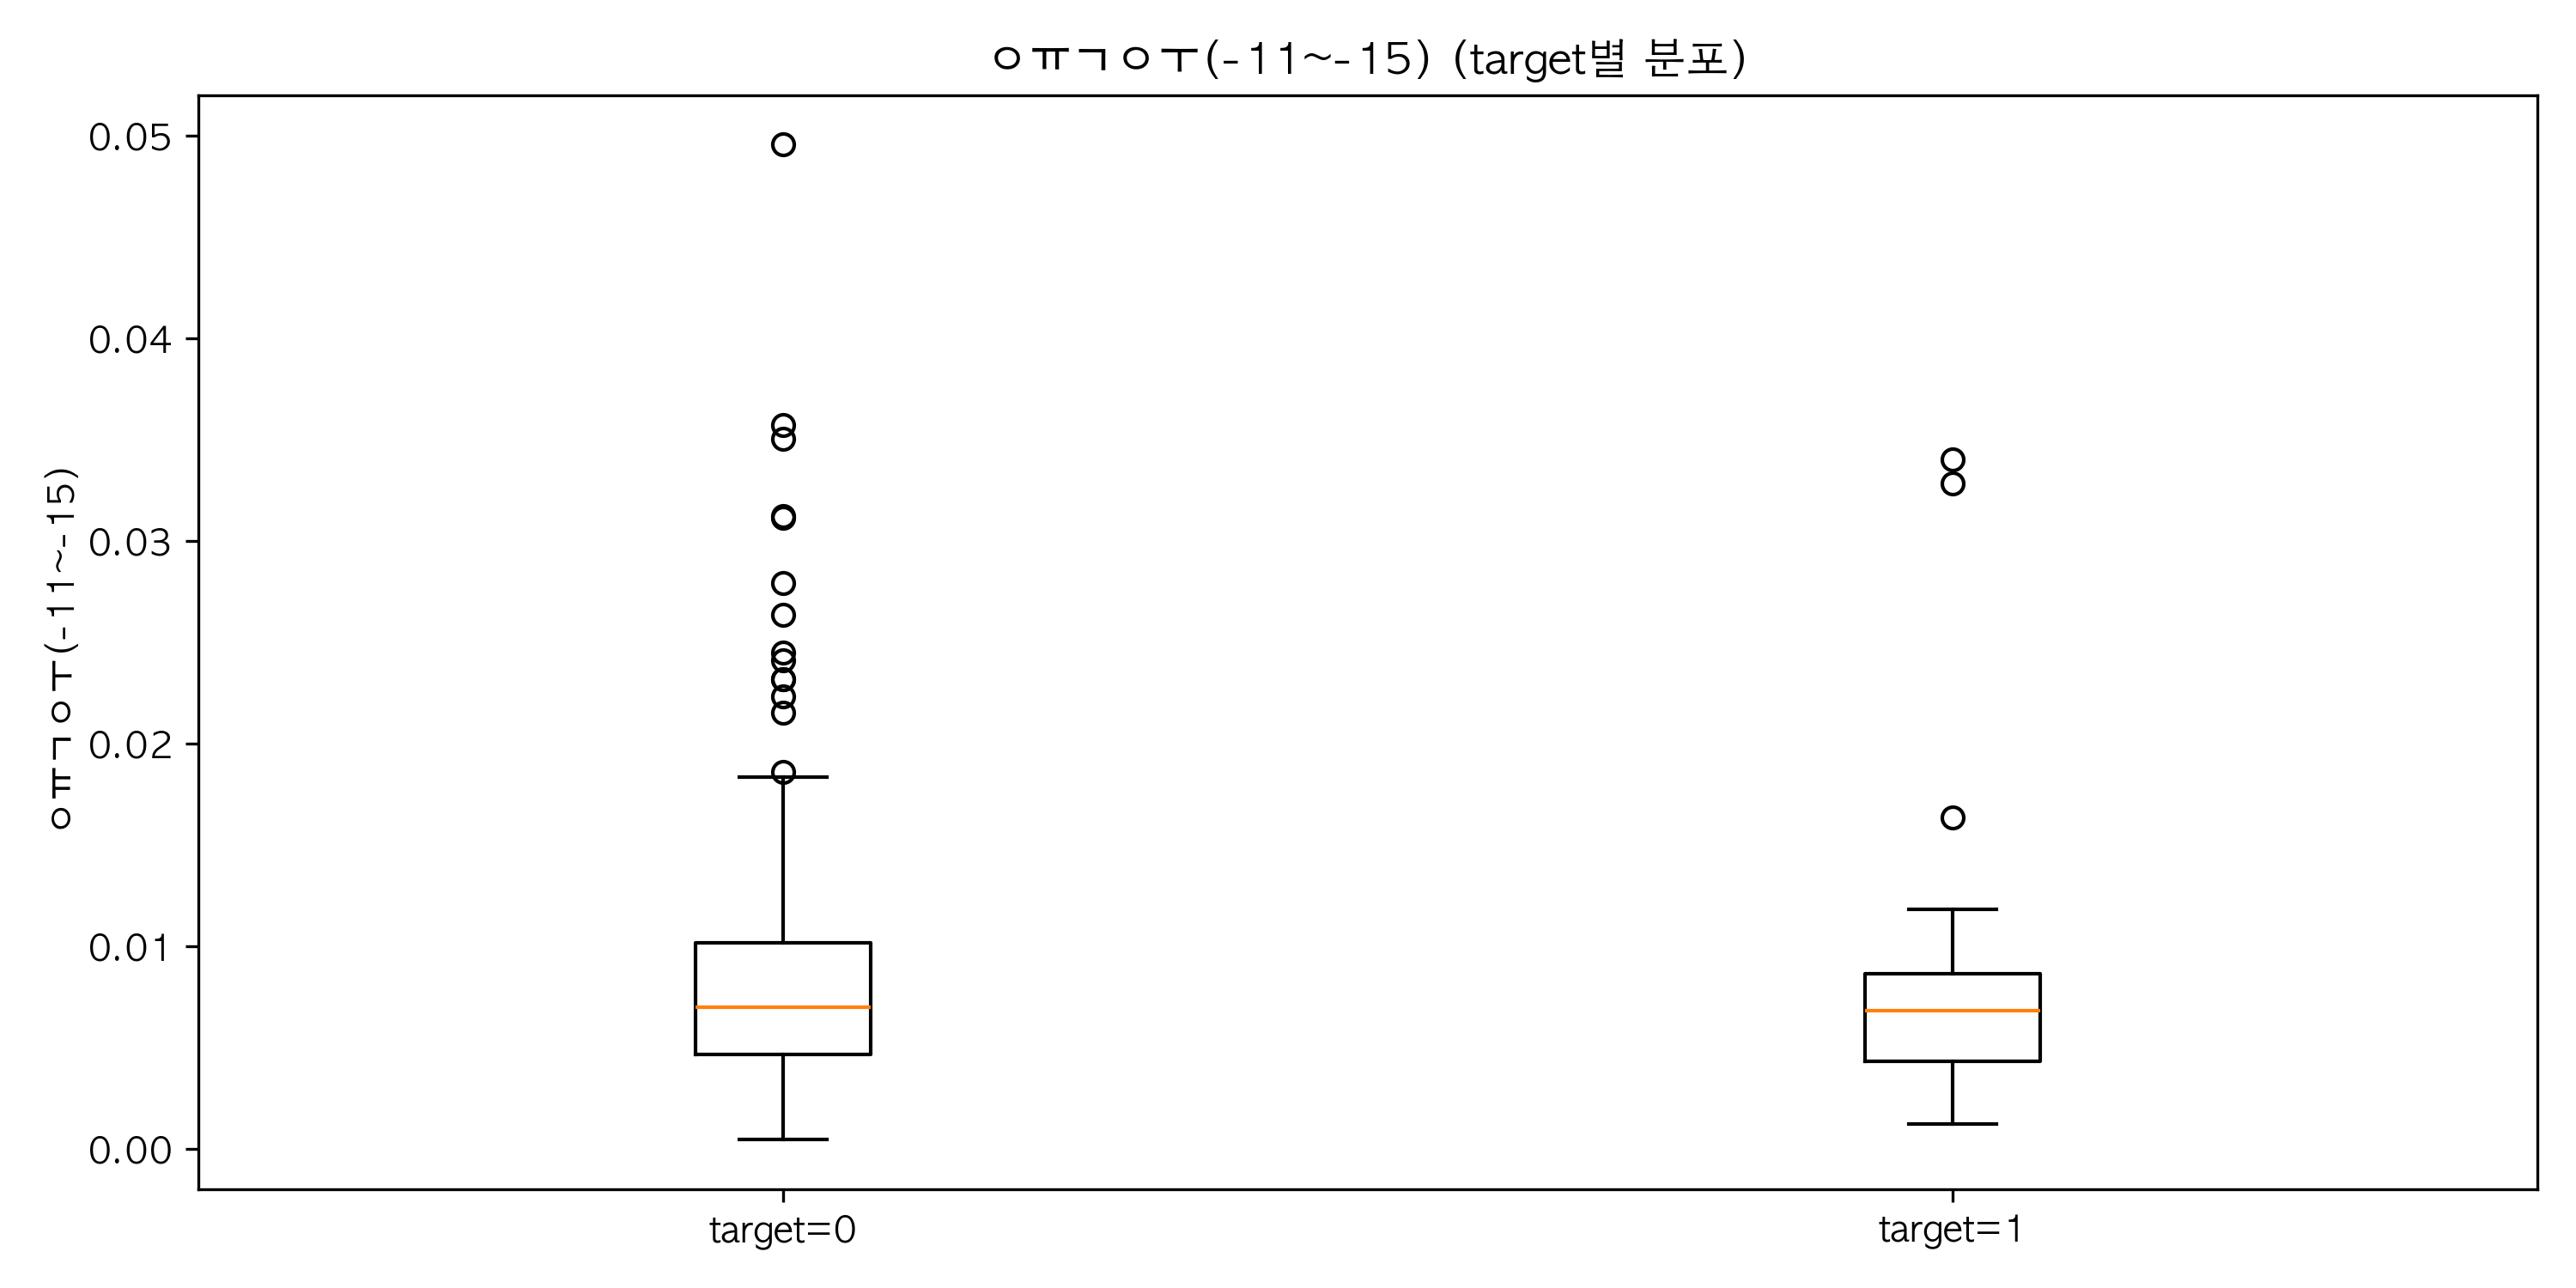 ㅇㅠㄱㅇㅜ(-11~-15) (target별 분포)
ㅇㅠㄱㅇㅜ(-11~-15)
0.05
0.04
0.03
0.02
0.01
0.00
target=0
target=1